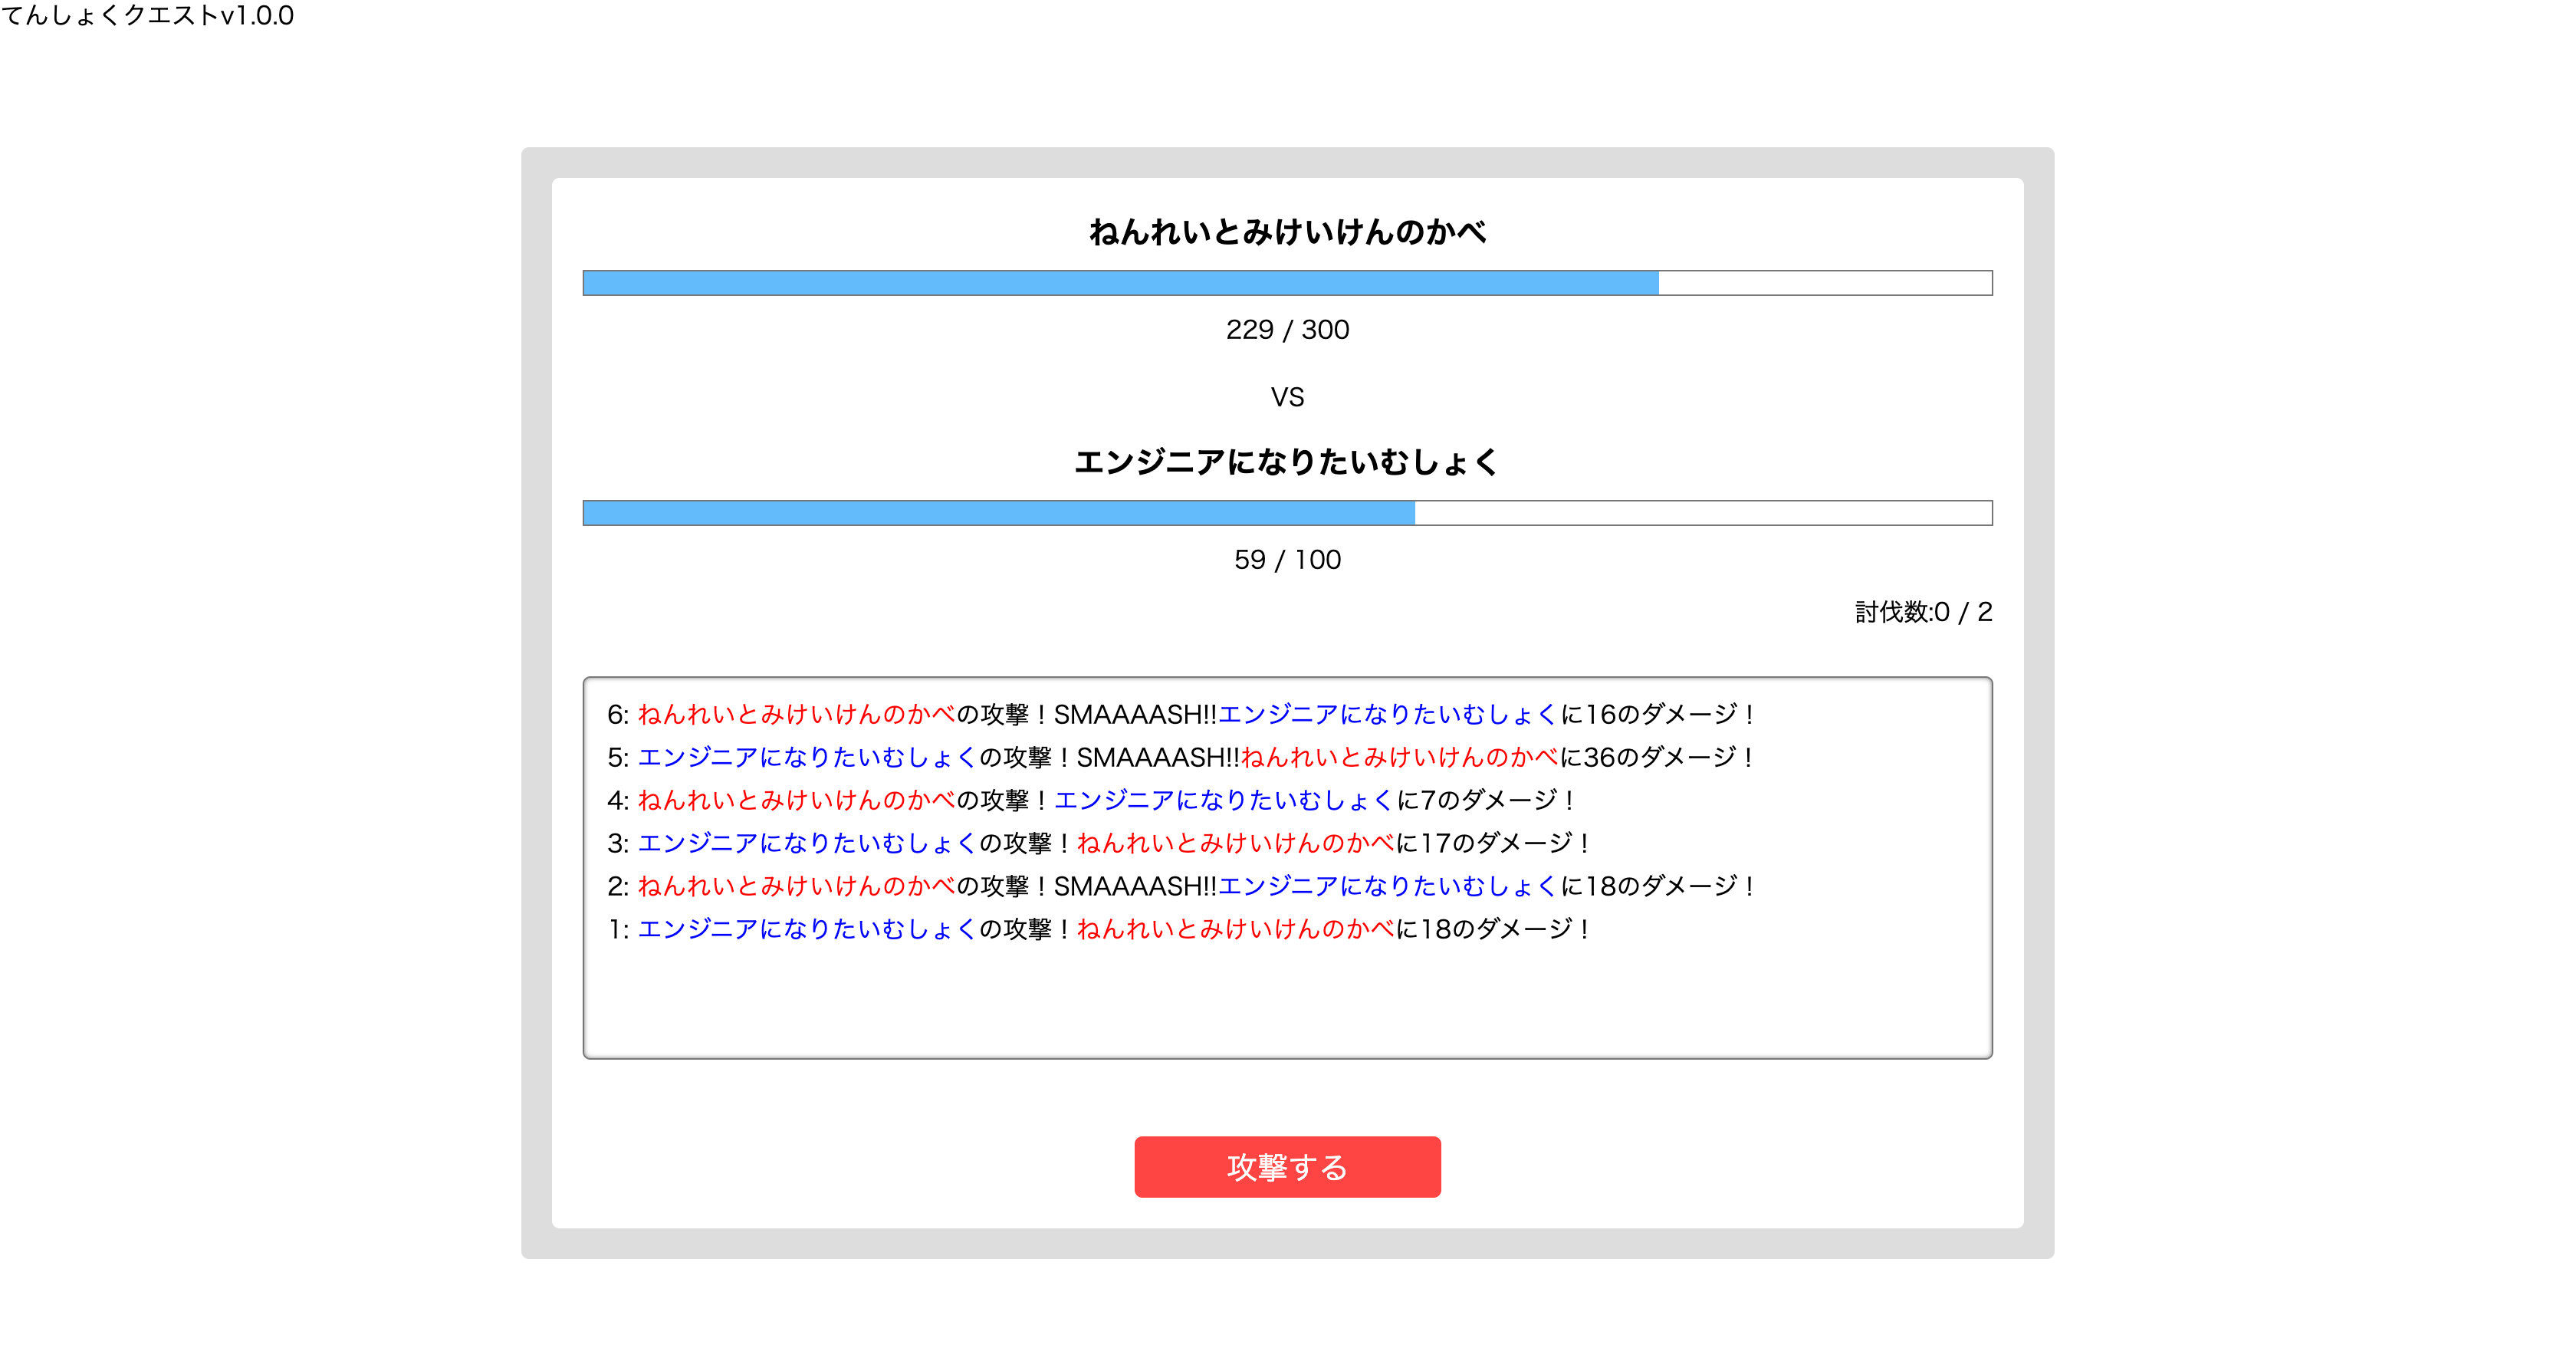 てんしょくクエストv1.0.0
ねんれいとみけいけんのかべ
229 / 300
VS
エンジニアになりたいむしょく
59 / 100
討伐数:0 / 2
6: ねんれいとみけいけんのかべの攻撃！SMAAAASH!!エンジニアになりたいむしょくに16のダメージ！
5: エンジニアになりたいむしょくの攻撃！SMAAAASH!!ねんれいとみけいけんのかべに36のダメージ！
4: ねんれいとみけいけんのかべの攻撃！エンジニアになりたいむしょくに7のダメージ！
3: エンジニアになりたいむしょくの攻撃！ねんれいとみけいけんのかべに17のダメージ！
2: ねんれいとみけいけんのかべの攻撃！SMAAAASH!!エンジニアになりたいむしょくに18のダメージ！
1: エンジニアになりたいむしょくの攻撃！ねんれいとみけいけんのかべに18のダメージ！
攻撃する